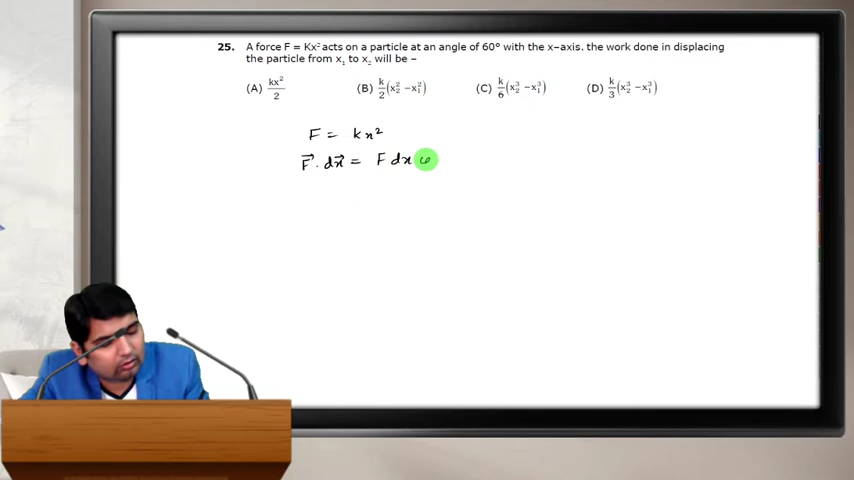 25. A force F = Kx² acts on a particle at an angle of 60° with the x–axis. the work done in displacing
the particle from x₁ to x₂ will be –
(A) kx²/2 (B) k/2(x₂² –x₁²) (C) k/6(x₂³ –x₁³) (D) k/3(x₂³ –x₁³)
F = kx²
F⃗. dx⃗ = F dx co